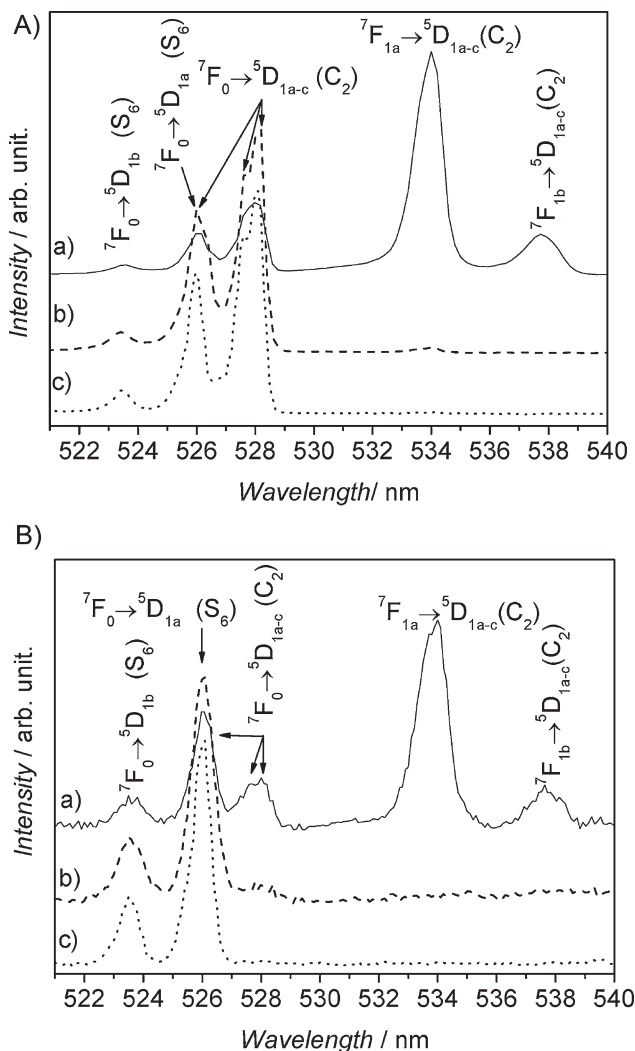 A)
⁷F₀→⁵D₁ᵦ (S₆)
⁷F₀→⁵D₁ₐ (S₆)
⁷F₀→⁵D₁ₐ₋c (C₂)
⁷F₁ₐ→⁵D₁ₐ₋c(C₂)
⁷F₁b→⁵D₁ₐ₋c(C₂)
a)
b)
c)
Intensity / arb. unit.
522 524 526 528 530 532 534 536 538 540
Wavelength/ nm
B)
⁷F₀→⁵D₁ₐ (S₆)
⁷F₀→⁵D₁b (S₆)
⁷F₀→⁵D₁ₐ₋c (C₂)
⁷F₁ₐ→⁵D₁ₐ₋c(C₂)
⁷F₁b→⁵D₁ₐ₋c(C₂)
a)
b)
c)
Intensity / arb. unit.
522 524 526 528 530 532 534 536 538 540
Wavelength / nm